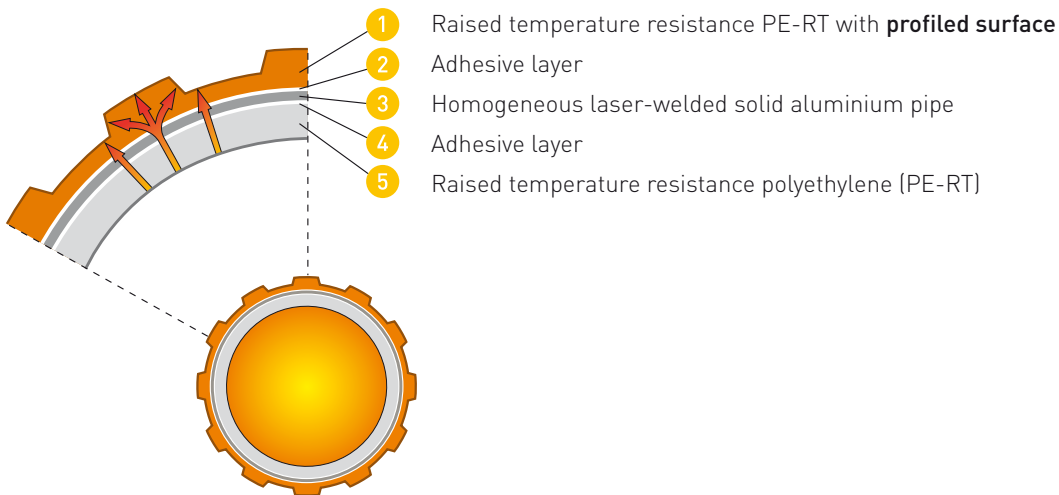 1 Raised temperature resistance PE-RT with profiled surface
2 Adhesive layer
3 Homogeneous laser-welded solid aluminium pipe
4 Adhesive layer
5 Raised temperature resistance polyethylene (PE-RT)